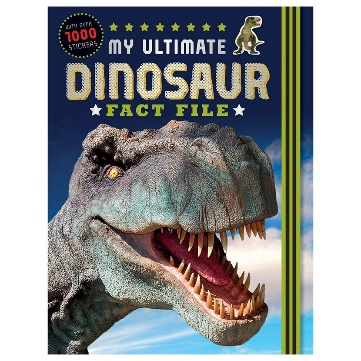 WITH OVER
1000
STICKERS
MY ULTIMATE
DINOSAUR
FACT FILE